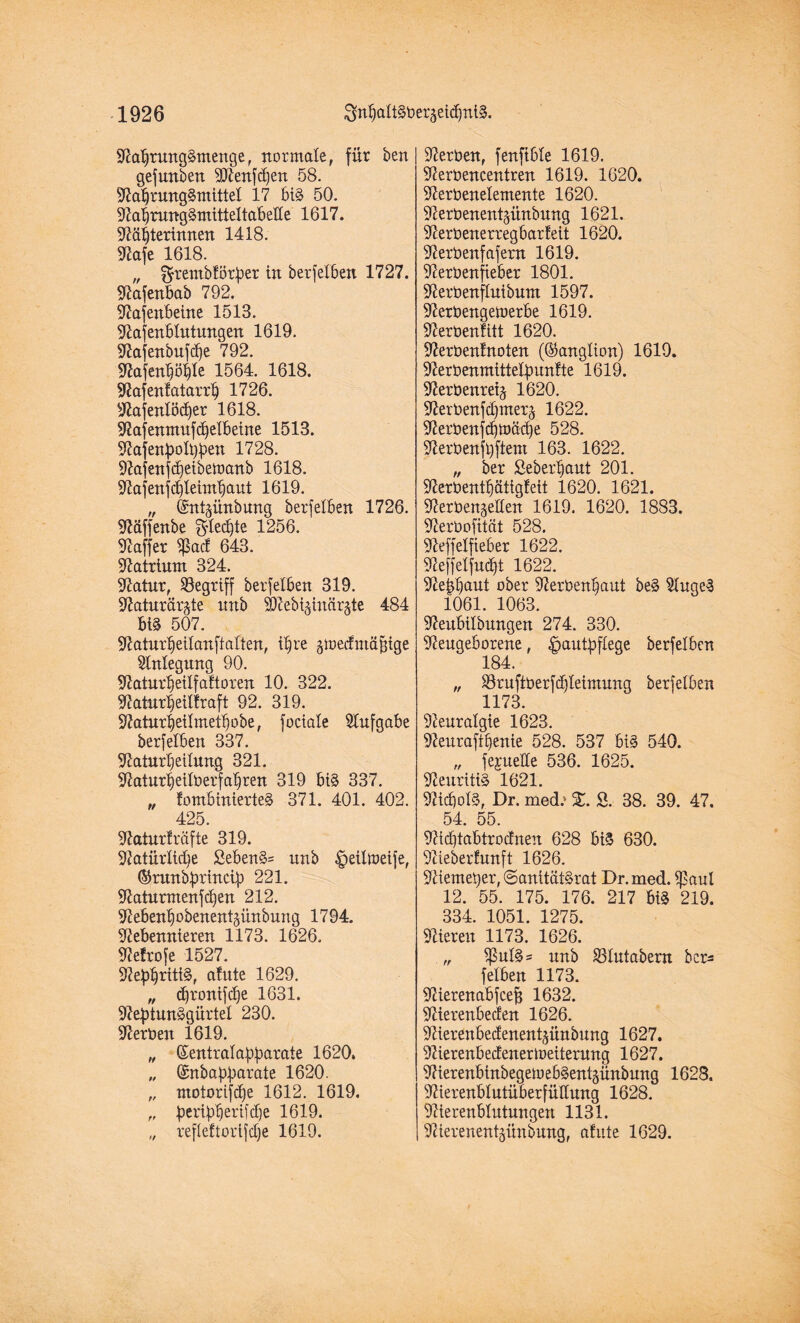 1926
Inhaltsverzeichnis.
Nahrungsmenge, normale, für den
gesunden Menschen 58.
Nahrungsmittel 17 bis 50.
Nahrungsmitteltabelle 1617.
Nähterinnen 1418.
Nase 1618.
„ Fremdkörper in derselben 1727.
Nasenbad 792.
Nasenbeine 1513.
Nasenblutungen 1619.
Nasendusche 792.
Nasenhöhle 1564. 1618.
Nasenkatarrh 1726.
Nasenlöcher 1618.
Nasenmuschelbeine 1513.
Nasenpolypen 1728.
Nasenscheidewand 1618.
Nasenschleimhaut 1619.
„ Entzündung derselben 1726.
Nässende Flechte 1256.
Nasser Pack 643.
Natrium 324.
Natur, Begriff derselben 319.
Naturärzte und Medizinärzte 484
bis 507.
Naturheilanstalten, ihre zweckmäßige
Anlegung 90.
Naturheilfaktoren 10. 322.
Naturheilkraft 92. 319.
Naturheilmethode, sociale Aufgabe
derselben 337.
Naturheilung 321.
Naturheilverfahren 319 bis 337.
„ kombiniertes 371. 401. 402.
425.
Naturkräfte 319.
Natürliche Lebens- und Heilweise,
Grundprincip 221.
Naturmenschen 212.
Nebenhodenentzündung 1794.
Nebennieren 1173. 1626.
Nekrose 1527.
Nephritis, akute 1629.
„ chronische 1631.
Neptunsgürtel 230.
Nerven 1619.
„ Centralapparate 1620.
„ Endapparate 1620.
„ motorische 1612. 1619.
„ peripherische 1619.
„ reflektorische 1619.
Nerven, sensible 1619.
Nervencentren 1619. 1620.
Nervenelemente 1620.
Nervenentzündung 1621.
Nervenerregbarkeit 1620.
Nervenfasern 1619.
Nervenfieber 1801.
Nervenfluidum 1597.
Nervengewerbe 1619.
Nervenkitt 1620.
Nervenknoten (Ganglion) 1619.
Nervenmittelpunkte 1619.
Nervenreiz 1620.
Nervenschmerz 1622.
Nervenschwäche 528.
Nervensystem 163. 1622.
„ der Lederhaut 201.
Nerventhätigkeit 1620. 1621.
Nervenzellen 1619. 1620. 1883.
Nervosität 528.
Nesselfieber 1622.
Nesselsucht 1622.
Netzhaut oder Nervenhaut des Auges
1061. 1063.
Neubildungen 274. 330.
Neugeborene, Hautpflege derselben
184.
„ Brustverschleimung derselben
1173.
Neuralgie 1623.
Neurasthenie 528. 537 bis 540.
„ sexuelle 536. 1625.
Neuritis 1621.
Nichols, Dr. med. T. L. 38. 39. 47.
54. 55.
Nichtabtrocknen 628 bis 630.
Niederkunft 1626.
Niemeyer, Sanitätsrat Dr. med. Paul
12. 55. 175. 176. 217 bis 219.
334. 1051. 1275.
Nieren 1173. 1626.
„ Puls- und Blutadern der-
selben 1173.
Nierenabsceß 1632.
Nierenbecken 1626.
Nierenbeckenentzündung 1627.
Nierenbeckenerweiterung 1627.
Nierenbindegewebsentzündung 1628.
Nierenblutüberfüllung 1628.
Nierenblutungen 1131.
Nierenentzündung, akute 1629.